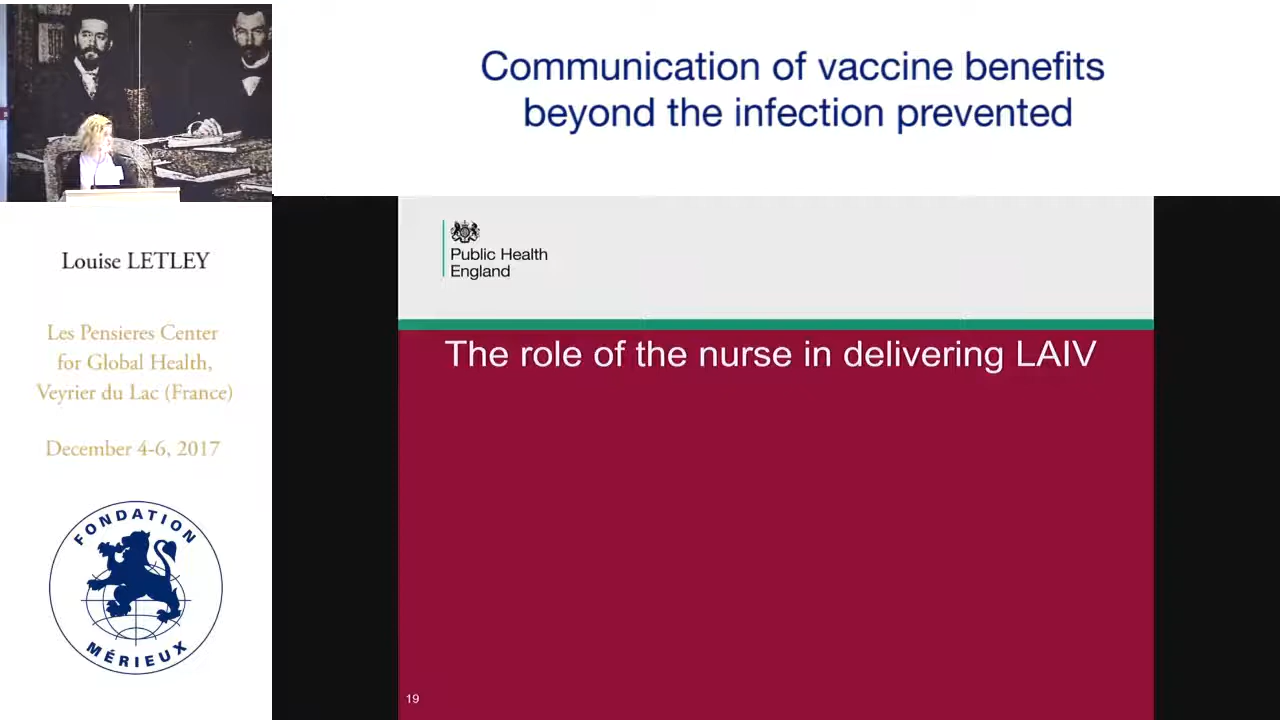 Communication of vaccine benefits
beyond the infection prevented
Louise LETLEY
Les Pensieres Center
for Global Health,
Veyrier du Lac (France)
December 4-6, 2017
FONDATION
MÉRIEUX
Public Health
England
The role of the nurse in delivering LAIV
19